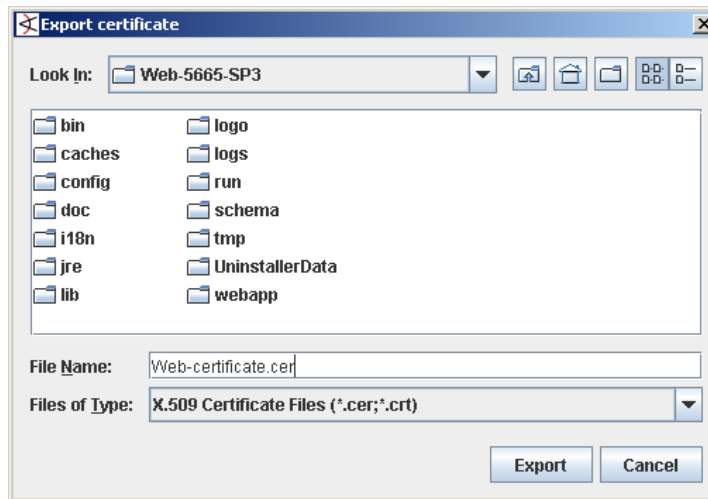 Export certificate
Look In: Web-5665-SP3
bin logo
caches logs
config run
doc schema
i18n tmp
jre UninstallerData
lib webapp
File Name: Web-certificate.cer
Files of Type: X.509 Certificate Files (*.cer;*.crt)
Export Cancel